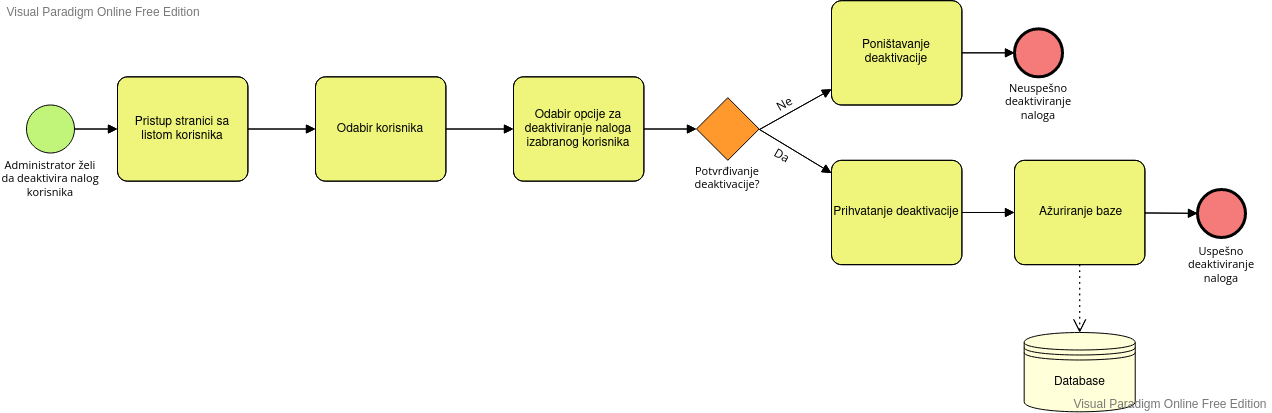 Visual Paradigm Online Free Edition
Administrator želi
da deaktivira nalog
korisnika
Pristup stranici sa
listom korisnika
Odabir korisnika
Odabir opcije za
deaktiviranje naloga
izabranog korisnika
Potvrđivanje
deaktivacije?
Ne
Poništavanje
deaktivacije
Neuspešno
deaktiviranje
naloga
Da
Prihvatanje deaktivacije
Ažuriranje baze
Uspešno
deaktiviranje
naloga
Database
Visual Paradigm Online Free Edition